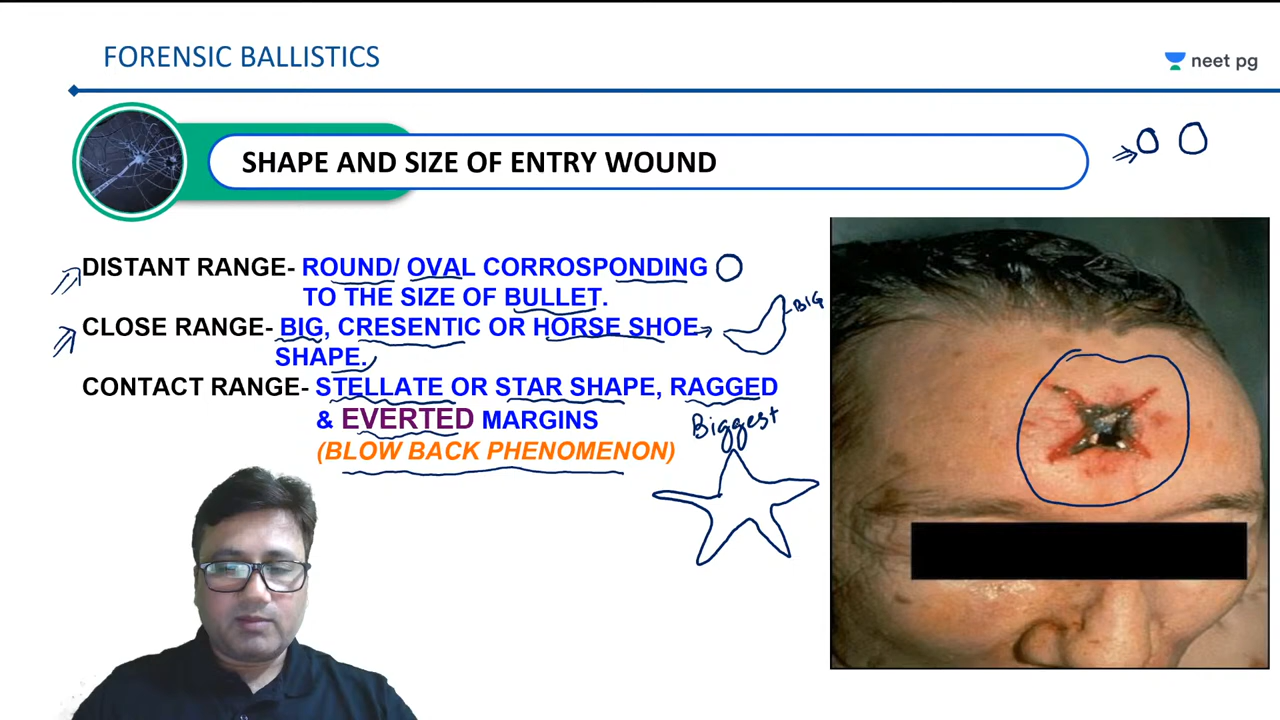 FORENSIC BALLISTICS
neet pg
SHAPE AND SIZE OF ENTRY WOUND
DISTANT RANGE- ROUND/ OVAL CORROSPONDING
TO THE SIZE OF BULLET.
BIG
CLOSE RANGE- BIG, CRESENTIC OR HORSE SHOE
SHAPE.
CONTACT RANGE- STELLATE OR STAR SHAPE, RAGGED
& EVERTED MARGINS
Biggest
(BLOW BACK PHENOMENON)